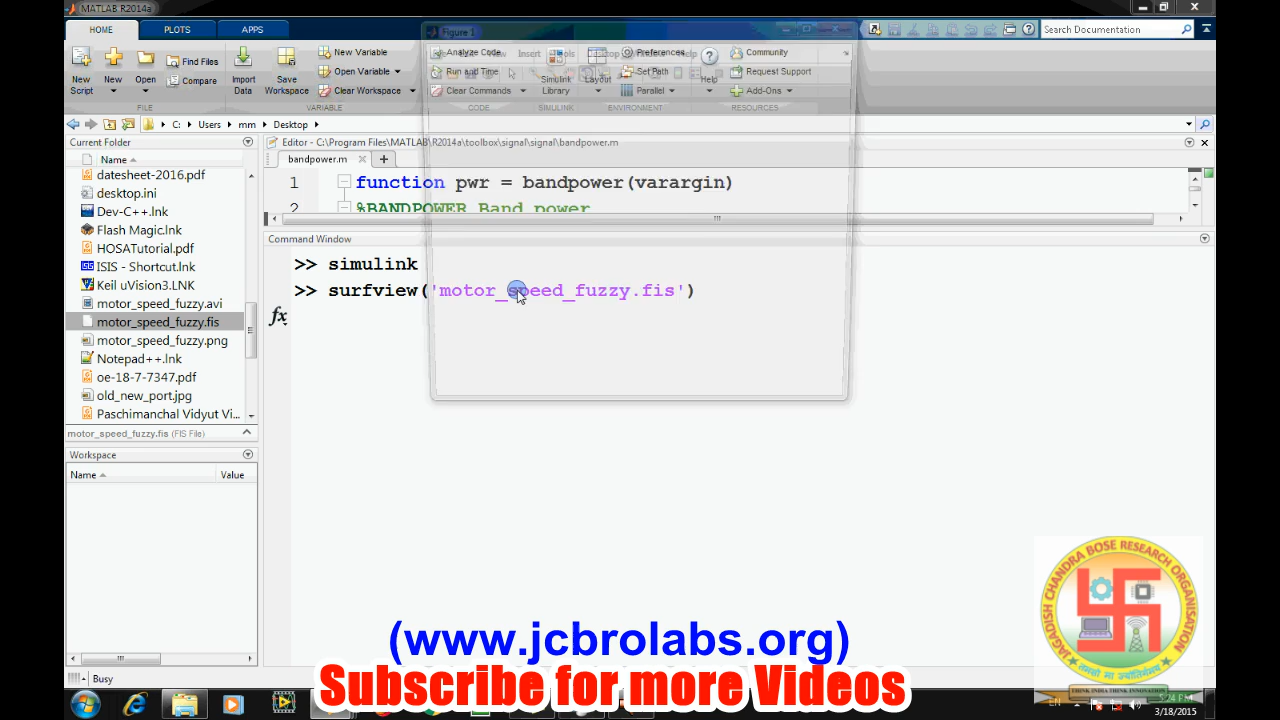 MATLAB R2014a
HOME
PLOTS
APPS
Search Documentation
Figure 1
New Script
New
Open
Find Files
Compare
Import Data
Save Workspace
New Variable
Open Variable
Clear Workspace
Analyze Code
Run and Time
Clear Commands
Simulink Library
Layout
Preferences
Set Path
Parallel
Help
Community
Request Support
Add-Ons
FILE
VARIABLE
CODE
SIMULINK
ENVIRONMENT
RESOURCES
C:
Users
mm
Desktop
Current Folder
Name
datesheet-2016.pdf
desktop.ini
Dev-C++.lnk
Flash Magic.lnk
HOSATutorial.pdf
ISIS - Shortcut.lnk
Keil uVision3.LNK
motor_speed_fuzzy.avi
motor_speed_fuzzy.fis
motor_speed_fuzzy.png
Notepad++.lnk
oe-18-7-7347.pdf
old_new_port.jpg
Paschimanchal Vidyut Vi...
motor_speed_fuzzy.fis (FIS File)
Workspace
Name
Value
Editor - C:\Program Files\MATLAB\R2014a\toolbox\signal\signal\bandpower.m
bandpower.m
1 function pwr = bandpower(varargin)
2 %BANDPOWER Band power
Command Window
>> simulink
>> surfview('motor_speed_fuzzy.fis')
fx
JAGADISH CHANDRA BOSE RESEARCH ORGANISATION
THINK INDIA THINK INNOVATION
(www.jcbrolabs.org)
Subscribe for more Videos
Busy
EN
3/18/2015